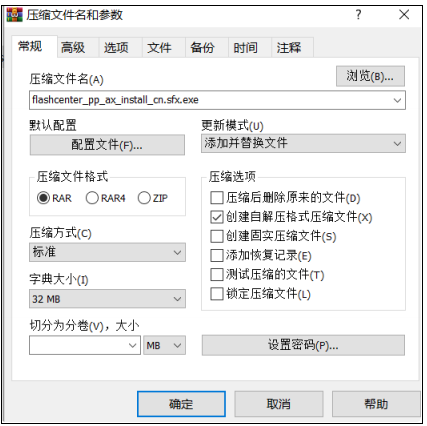 压缩文件名和参数
常规 高级 选项 文件 备份 时间 注释
压缩文件名(A)
浏览(B)...
flashcenter_pp_ax_install_cn.sfx.exe
默认配置
配置文件(F)...
更新模式(U)
添加并替换文件
压缩文件格式
RAR RAR4 ZIP
压缩方式(C)
标准
字典大小(I)
32 MB
切分为分卷(V)，大小
MB
压缩选项
压缩后删除原来的文件(D)
创建自解压格式压缩文件(X)
创建固实压缩文件(S)
添加恢复记录(E)
测试压缩的文件(T)
锁定压缩文件(L)
设置密码(P)...
确定 取消 帮助